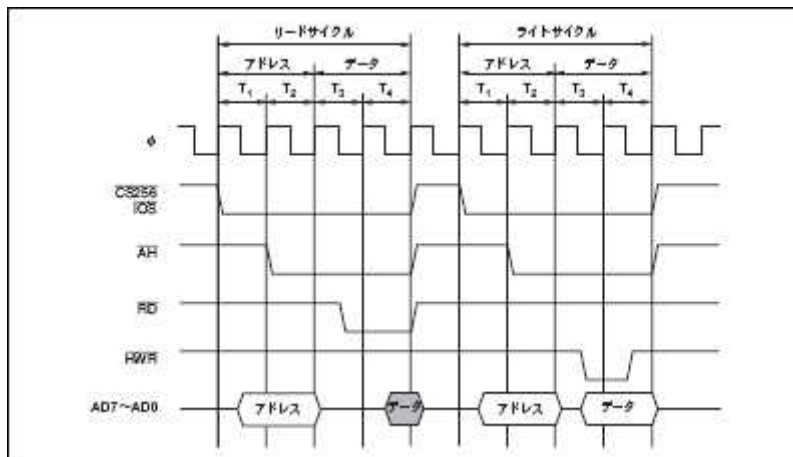 リードサイクル ライトサイクル
アドレス データ アドレス データ
T1 T2 T3 T4 T1 T2 T3 T4
φ
CS256
IOS
AH
RD
HWR
AD7〜AD0 アドレス データ アドレス データ